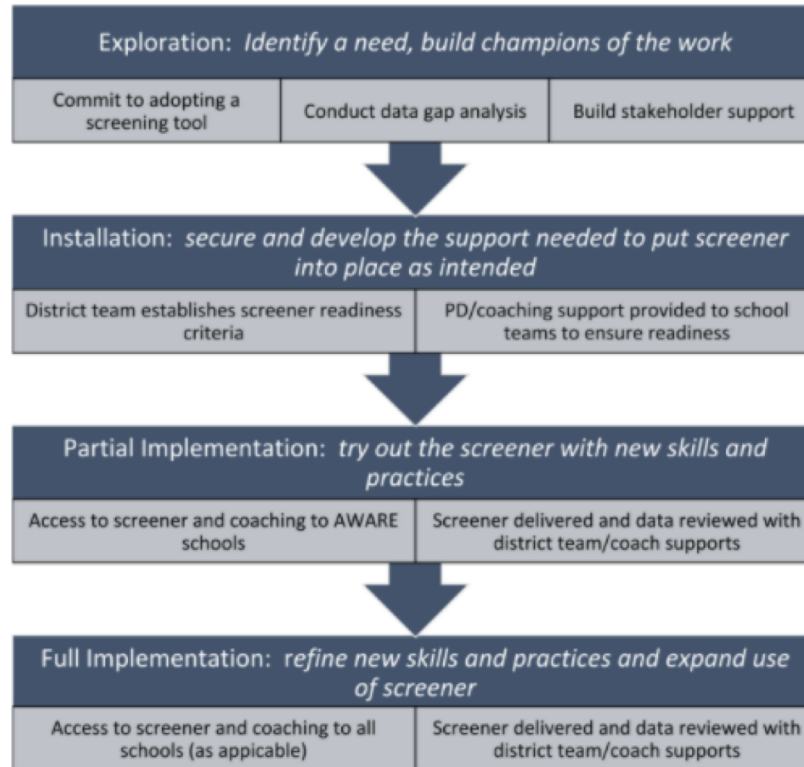 Exploration: Identify a need, build champions of the work
Commit to adopting a
screening tool
Conduct data gap analysis
Build stakeholder support
Installation: secure and develop the support needed to put screener
into place as intended
District team establishes screener readiness
criteria
PD/coaching support provided to school
teams to ensure readiness
Partial Implementation: try out the screener with new skills and
practices
Access to screener and coaching to AWARE
schools
Screener delivered and data reviewed with
district team/coach supports
Full Implementation: refine new skills and practices and expand use
of screener
Access to screener and coaching to all
schools (as appicable)
Screener delivered and data reviewed with
district team/coach supports